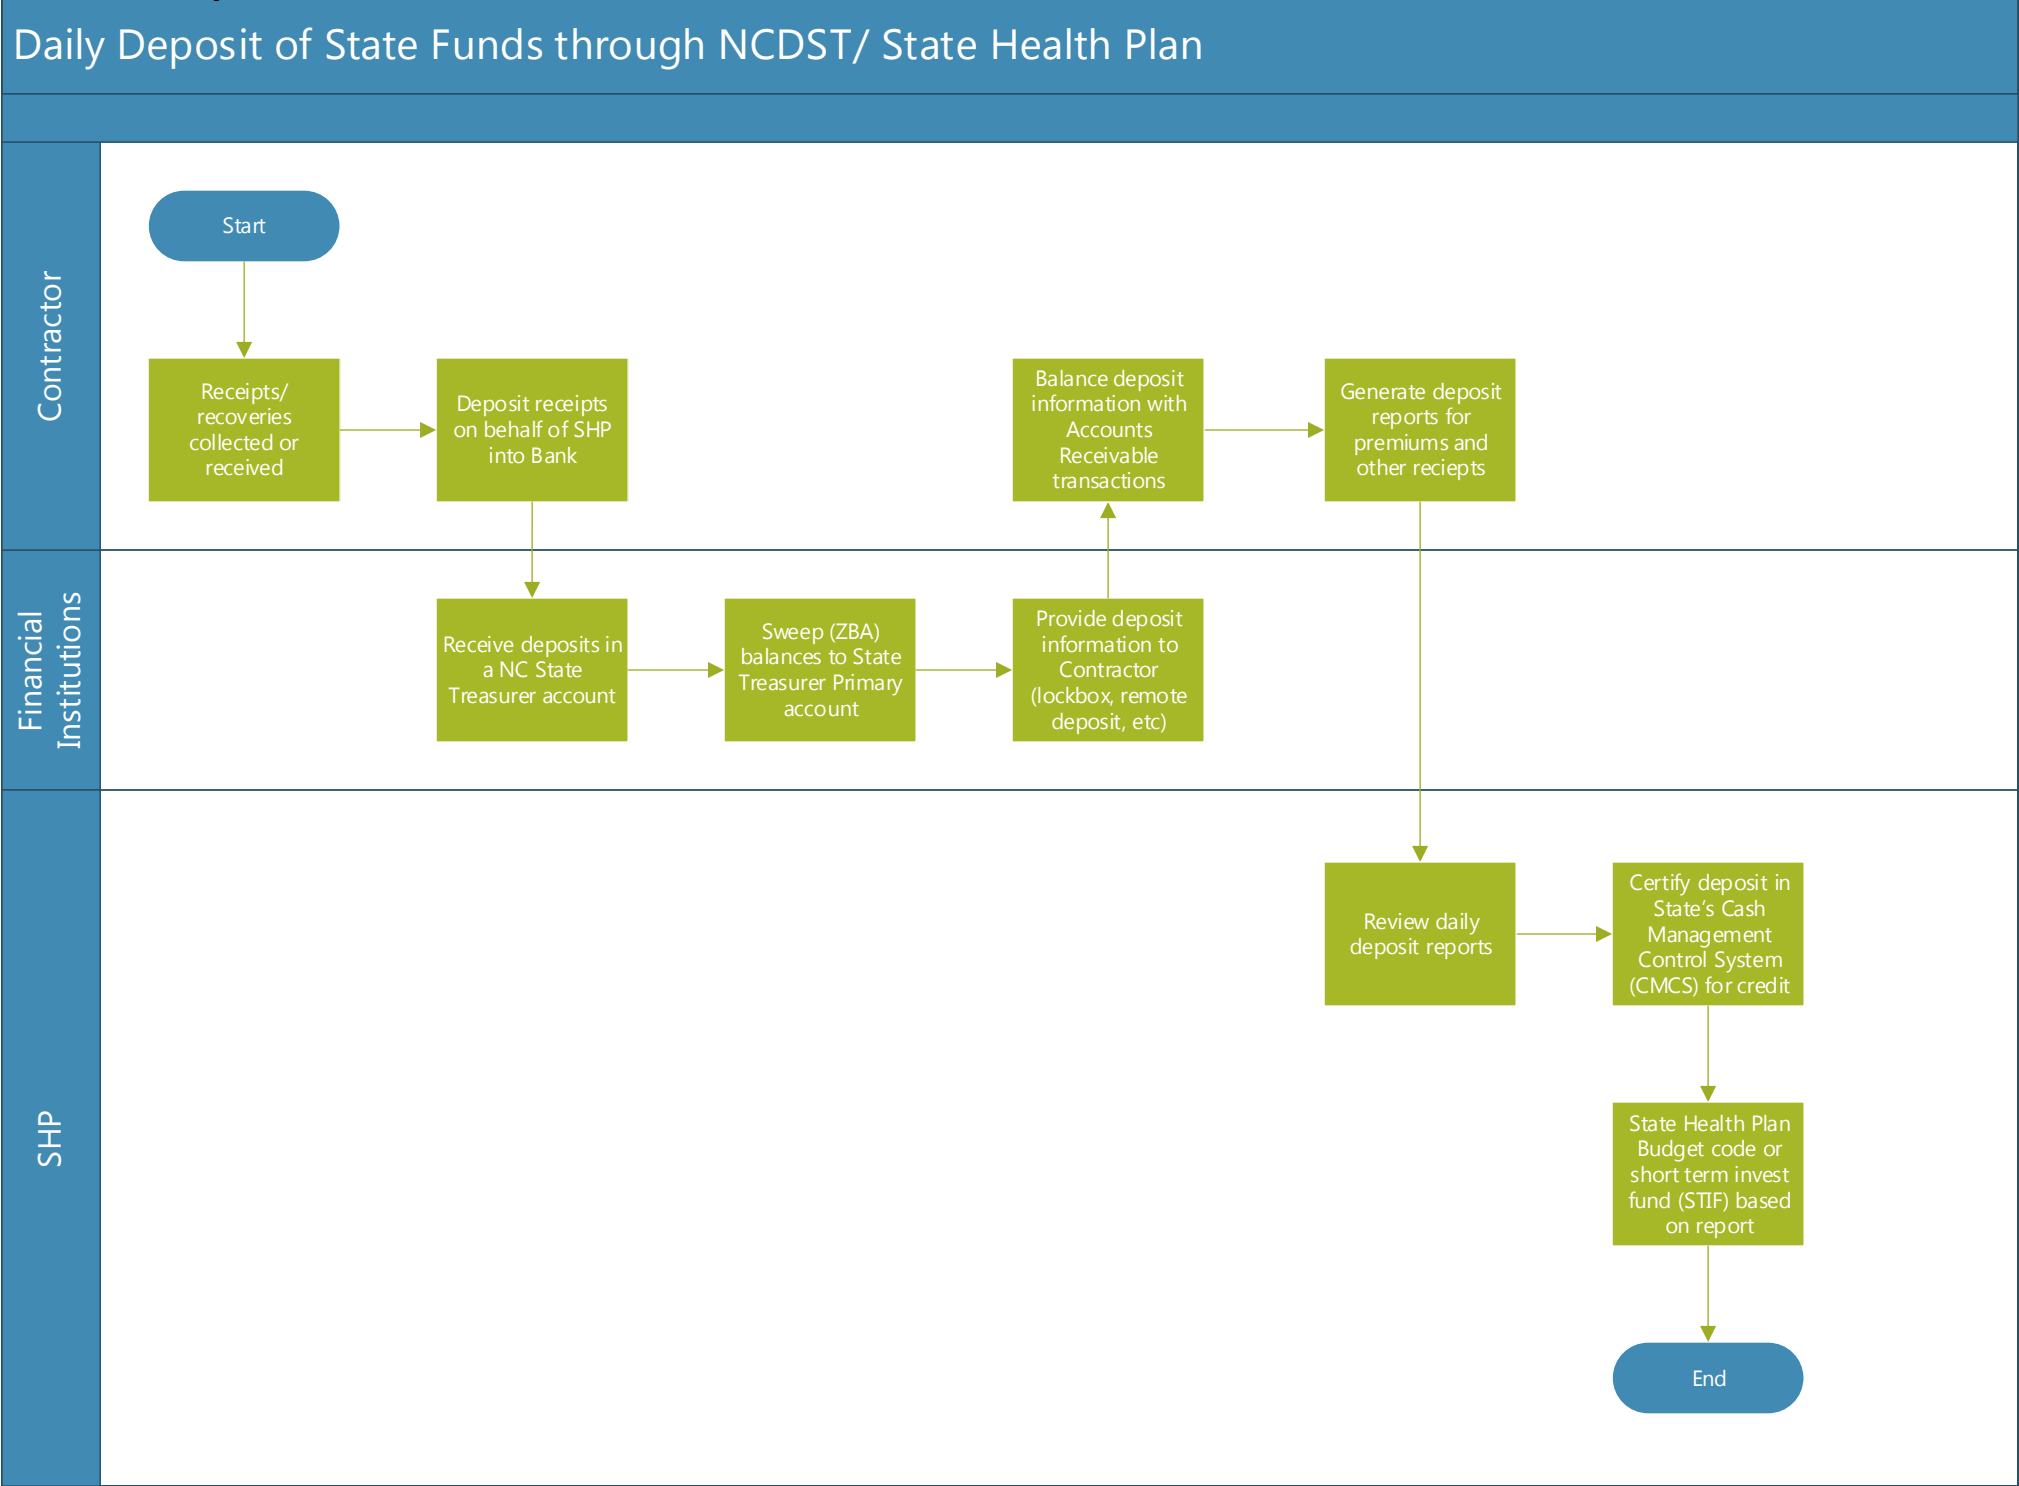 Daily Deposit of State Funds through NCDST/ State Health Plan
Contractor
Start
Receipts/
recoveries
collected or
received
Deposit receipts
on behalf of SHP
into Bank
Balance deposit
information with
Accounts
Receivable
transactions
Generate deposit
reports for
premiums and
other reciepts
Financial
Institutions
Receive deposits in
a NC State
Treasurer account
Sweep (ZBA)
balances to State
Treasurer Primary
account
Provide deposit
information to
Contractor
(lockbox, remote
deposit, etc)
SHP
Review daily
deposit reports
Certify deposit in
State’s Cash
Management
Control System
(CMCS) for credit
State Health Plan
Budget code or
short term invest
fund (STIF) based
on report
End